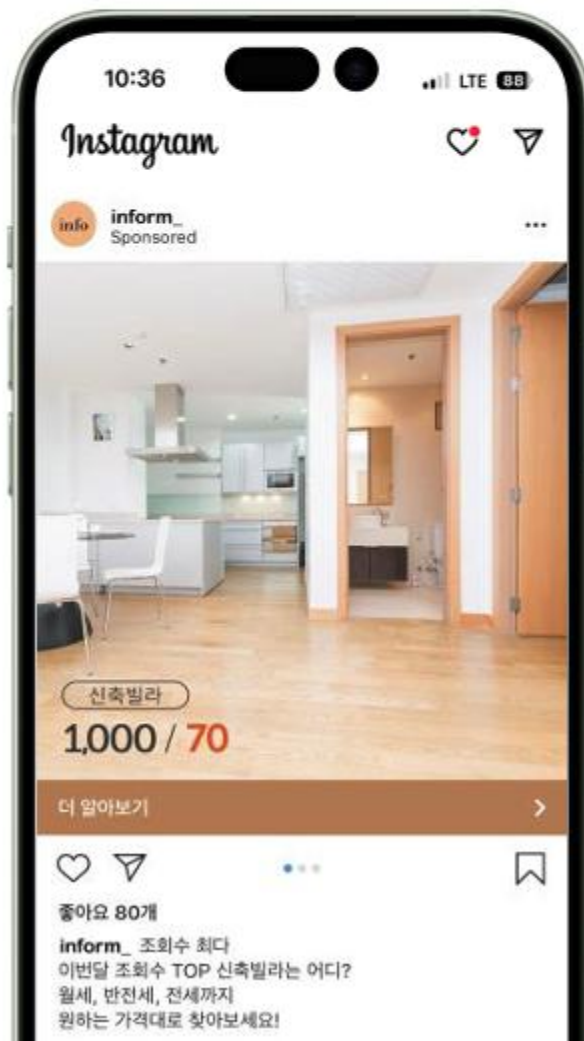 10:36
LTE 88
Instagram
info
inform_
Sponsored
신축빌라
1,000 / 70
더 알아보기
좋아요 80개
inform_ 조회수 최다
이번달 조회수 TOP 신축빌라는 어디?
월세, 반전세, 전세까지
원하는 가격대로 찾아보세요!